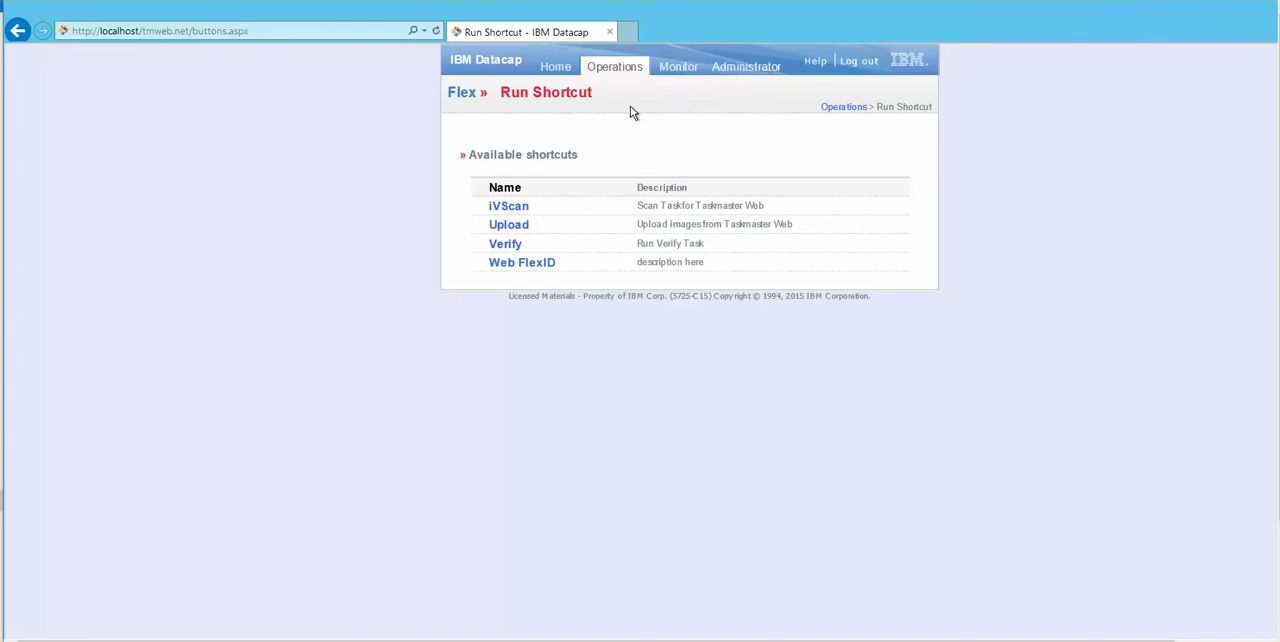 http://localhost/tmweb.net/buttons.aspx
Run Shortcut - IBM Datacap
IBM Datacap
Home Operations Monitor Administrator
Help Log out IBM.
Flex » Run Shortcut
Operations > Run Shortcut
» Available shortcuts
Name Description
iVScan Scan Task for Taskmaster Web
Upload Upload images from Taskmaster Web
Verify Run Verify Task
Web FlexID description here
Licensed Materials - Property of IBM Corp. (5725-C15) Copyright © 1994, 2015 IBM Corporation.